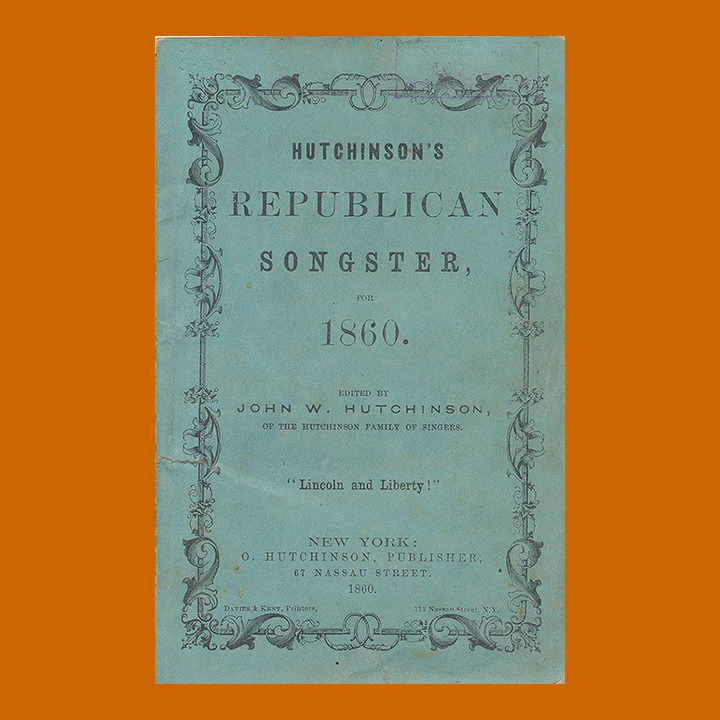 HUTCHINSON'S
REPUBLICAN
SONGSTER,
FOR
1860.
EDITED BY
JOHN W. HUTCHINSON,
OF THE HUTCHINSON FAMILY OF SINGERS.
"Lincoln and Liberty!"
NEW YORK:
O. HUTCHINSON, PUBLISHER,
67 NASSAU STREET.
1860.
DAVIES & KENT, Printers, 113 Nassau Street, N.Y.